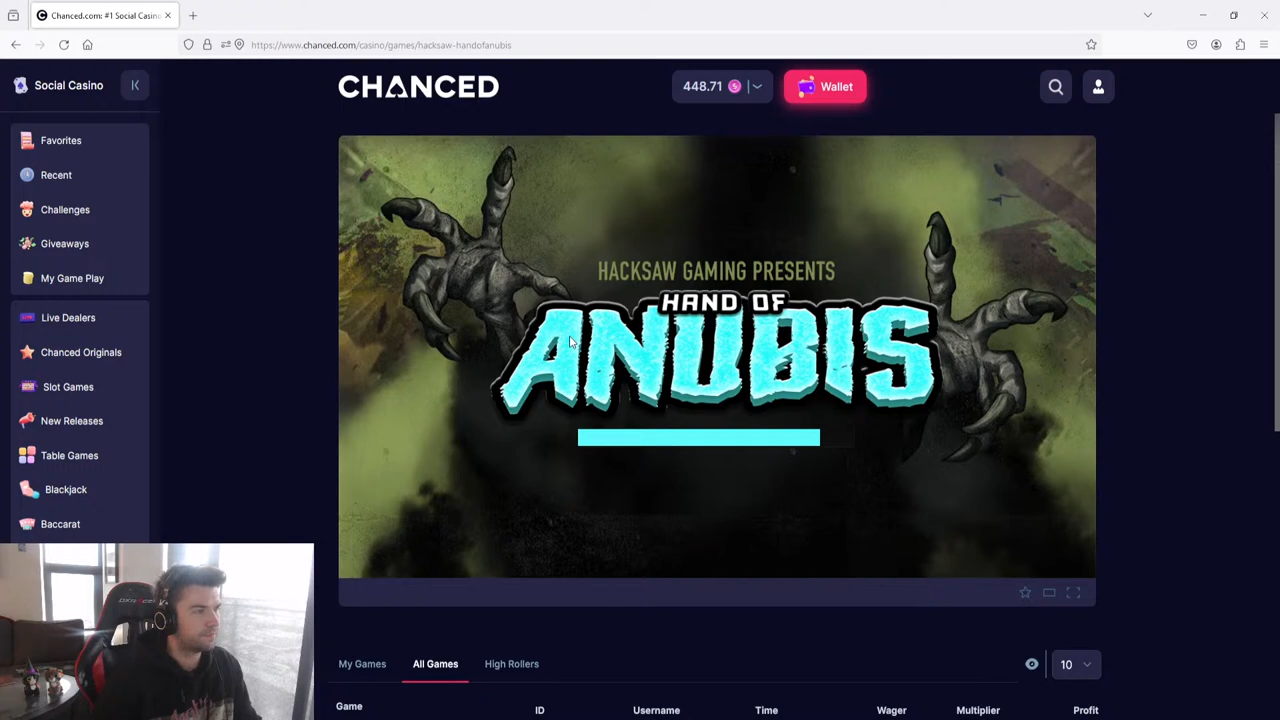 Chanced.com: #1 Social Casino
https://www.chanced.com/casino/games/hacksaw-handofanubis
Social Casino
CHANCED
448.71
Wallet
Favorites
Recent
Challenges
Giveaways
My Game Play
Live Dealers
Chanced Originals
Slot Games
New Releases
Table Games
Blackjack
Baccarat
HACKSAW GAMING PRESENTS
HAND OF
ANUBIS
My Games
All Games
High Rollers
10
Game
ID
Username
Time
Wager
Multiplier
Profit